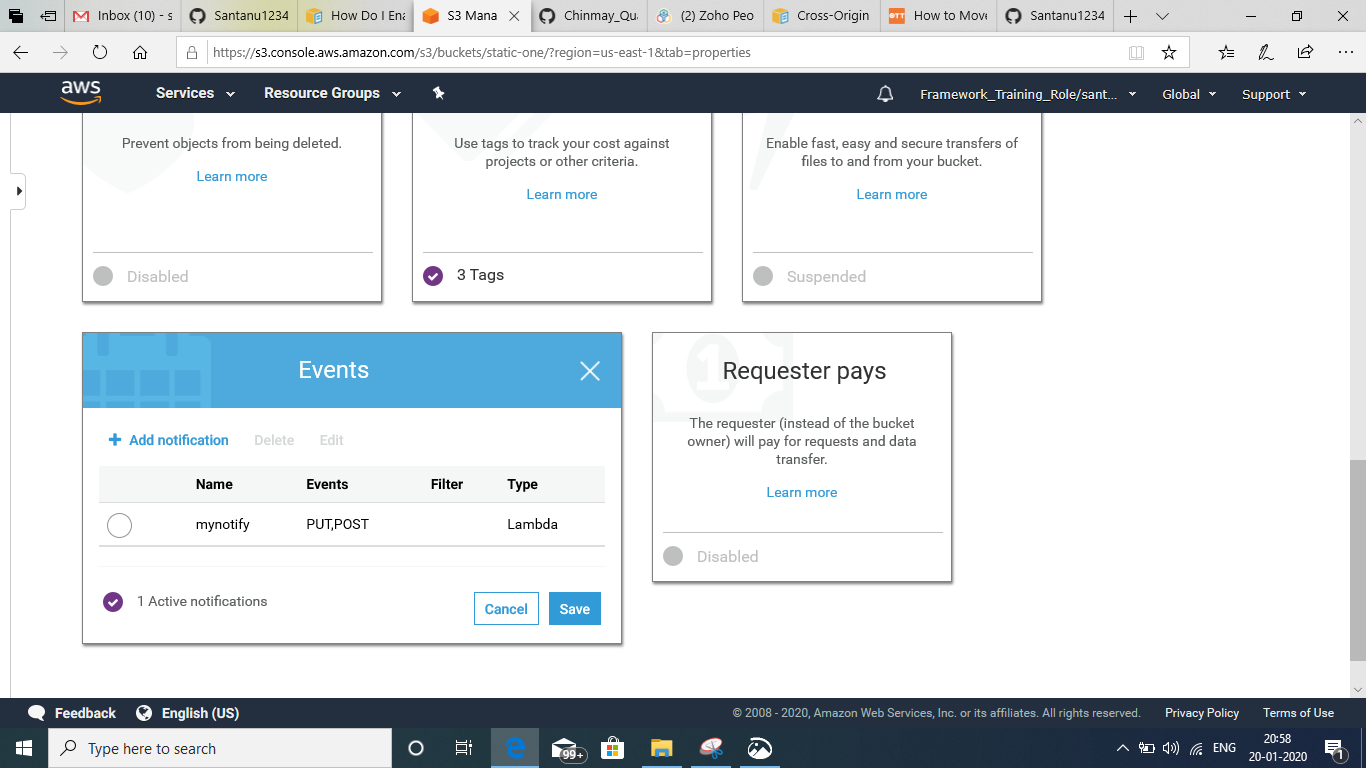 Inbox (10) - s
Santanu1234
How Do I Ena
S3 Mana
Chinmay_Qua
(2) Zoho Peo
Cross-Origin
OTT
How to Move
Santanu1234
https://s3.console.aws.amazon.com/s3/buckets/static-one/?region=us-east-1&tab=properties
aws
Services
Resource Groups
Framework_Training_Role/sant...
Global
Support
Prevent objects from being deleted.
Learn more
Disabled
Use tags to track your cost against
projects or other criteria.
Learn more
3 Tags
Enable fast, easy and secure transfers of
files to and from your bucket.
Learn more
Suspended
Events
Add notification
Delete
Edit
Name Events Filter Type
mynotify PUT,POST Lambda
1 Active notifications
Cancel
Save
1
Requester pays
The requester (instead of the bucket
owner) will pay for requests and data
transfer.
Learn more
Disabled
Feedback
English (US)
© 2008 - 2020, Amazon Web Services, Inc. or its affiliates. All rights reserved.
Privacy Policy
Terms of Use
Type here to search
99+
ENG
20:58
20-01-2020
1